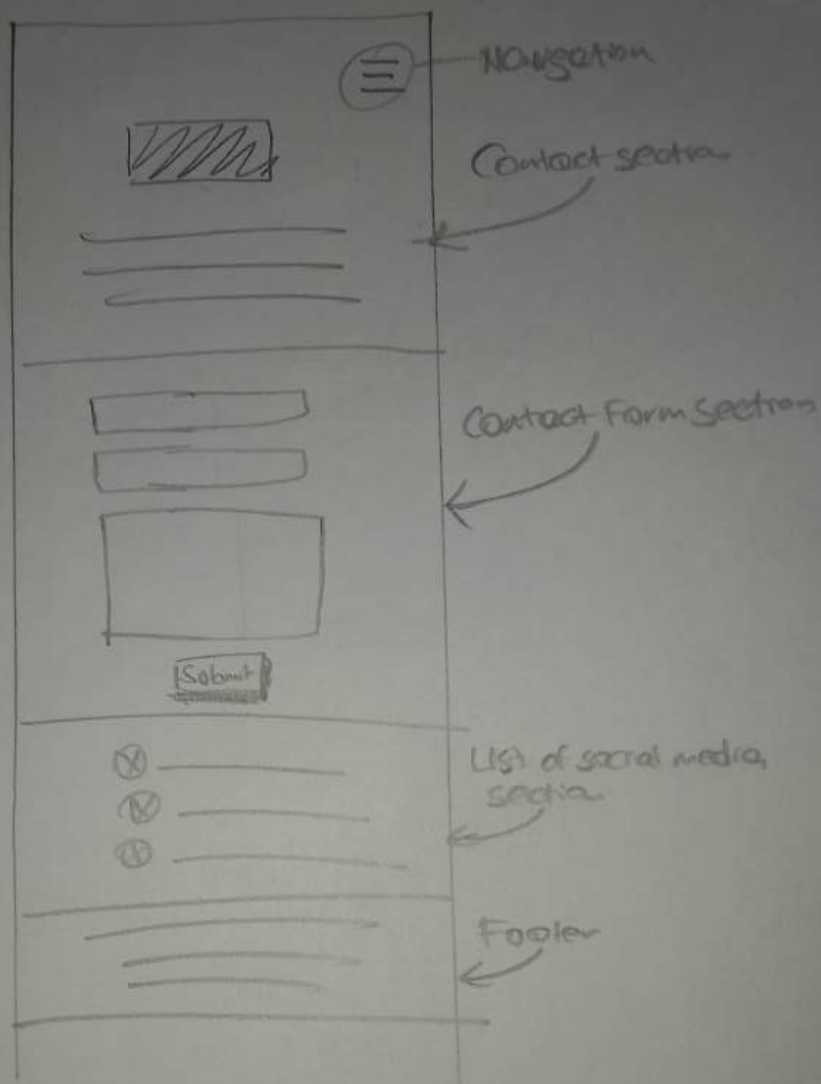 Navigation
Contact section
Contact Form Section
Submit
List of social media
section
Footer